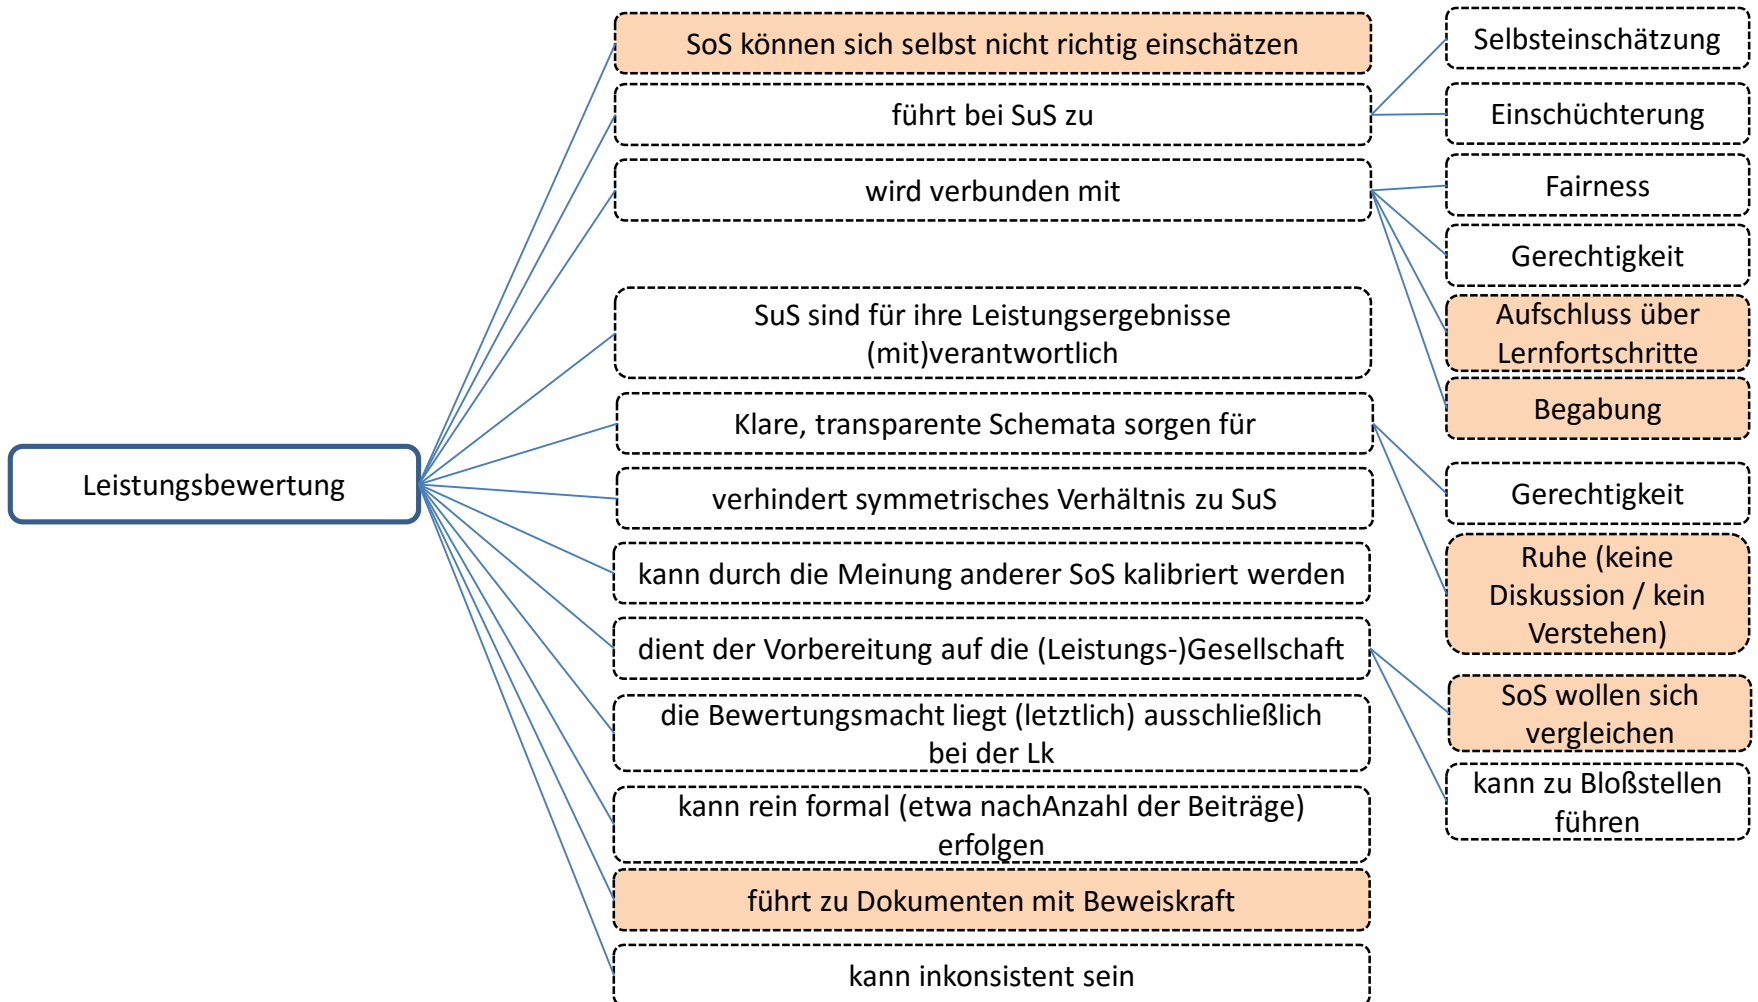 SoS können sich selbst nicht richtig einschätzen
Selbsteinschätzung
führt bei SuS zu
Einschüchterung
wird verbunden mit
Fairness
Gerechtigkeit
SuS sind für ihre Leistungsergebnisse
(mit)verantwortlich
Aufschluss über
Lernfortschritte
Begabung
Klare, transparente Schemata sorgen für
Leistungsbewertung
verhindert symmetrisches Verhältnis zu SuS
Gerechtigkeit
kann durch die Meinung anderer SoS kalibriert werden
Ruhe (keine
Diskussion / kein
Verstehen)
dient der Vorbereitung auf die (Leistungs-)Gesellschaft
SoS wollen sich
vergleichen
die Bewertungsmacht liegt (letztlich) ausschließlich
bei der Lk
kann zu Bloßstellen
führen
kann rein formal (etwa nachAnzahl der Beiträge)
erfolgen
führt zu Dokumenten mit Beweiskraft
kann inkonsistent sein